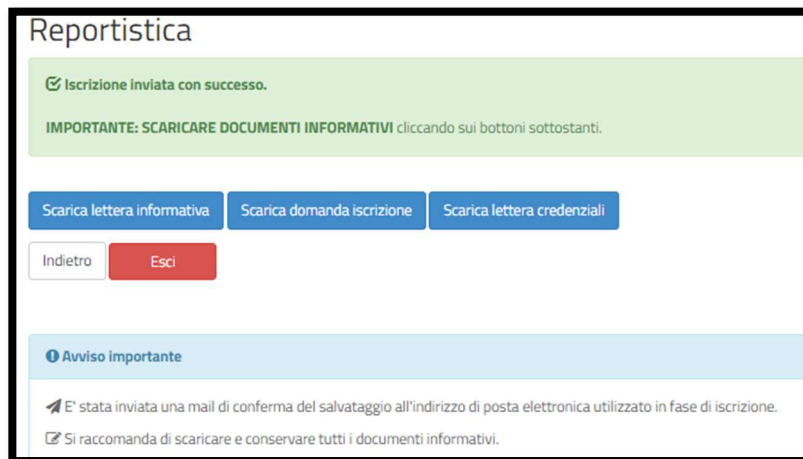 Reportistica
Iscrizione inviata con successo.
IMPORTANTE: SCARICARE DOCUMENTI INFORMATIVI cliccando sui bottoni sottostanti.
Scarica lettera informativa Scarica domanda iscrizione Scarica lettera credenziali
Indietro Esci
Avviso importante
E' stata inviata una mail di conferma del salvataggio all'indirizzo di posta elettronica utilizzato in fase di iscrizione.
Si raccomanda di scaricare e conservare tutti i documenti informativi.